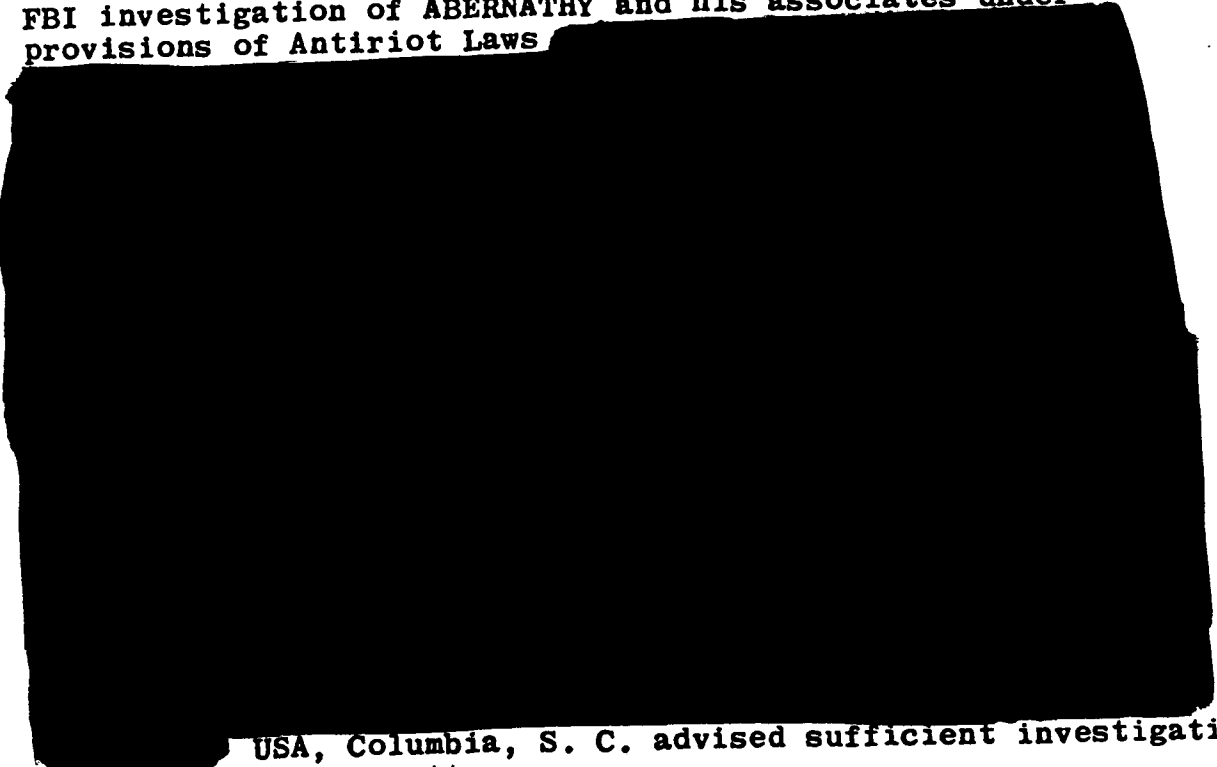 FBI investigation of ABERNATHY and his associates under
provisions of Antiriot Laws
USA, Columbia, S. C. advised sufficient investigati